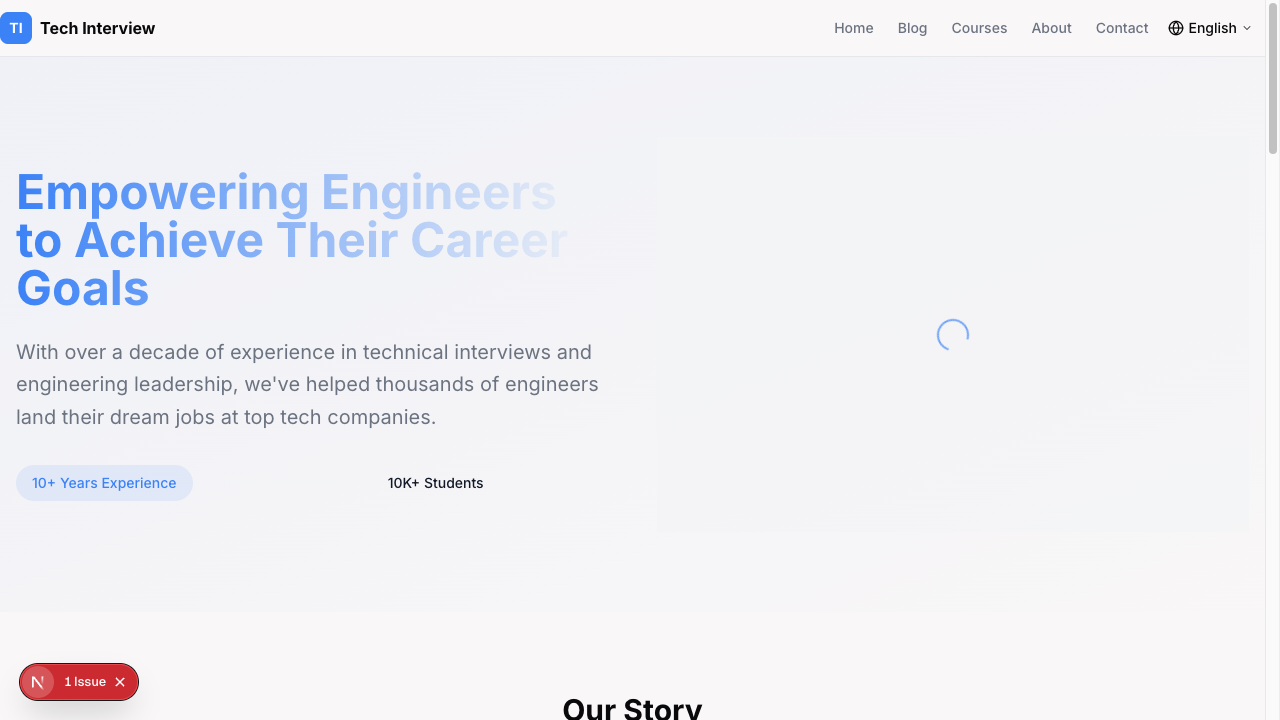 TI Tech Interview
Home Blog Courses About Contact English
Empowering Engineers
to Achieve Their Career
Goals
With over a decade of experience in technical interviews and
engineering leadership, we've helped thousands of engineers
land their dream jobs at top tech companies.
10+ Years Experience
10K+ Students
1 Issue
Our Story